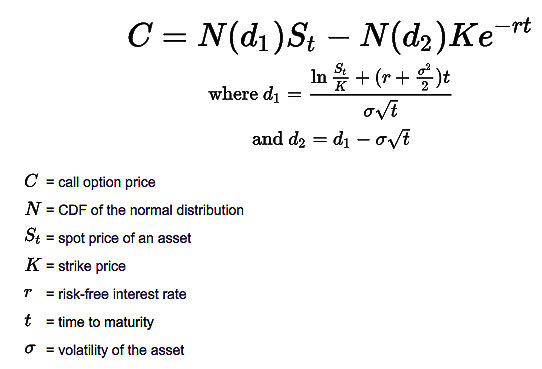 C = N(d₁)Sₜ − N(d₂)Ke⁻ʳᵗ
where d₁ = (ln Sₜ/K + (r + σ²/2)t) / σ√t
and d₂ = d₁ − σ√t
C = call option price
N = CDF of the normal distribution
Sₜ = spot price of an asset
K = strike price
r = risk-free interest rate
t = time to maturity
σ = volatility of the asset